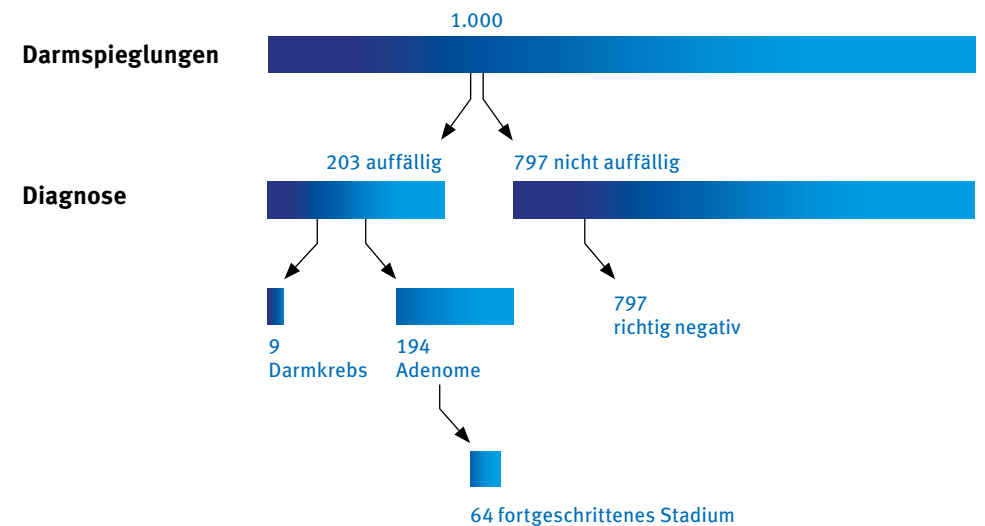 1.000
Darmspieglungen
203 auffällig
797 nicht auffällig
Diagnose
797
richtig negativ
9
Darmkrebs
194
Adenome
64 fortgeschrittenes Stadium